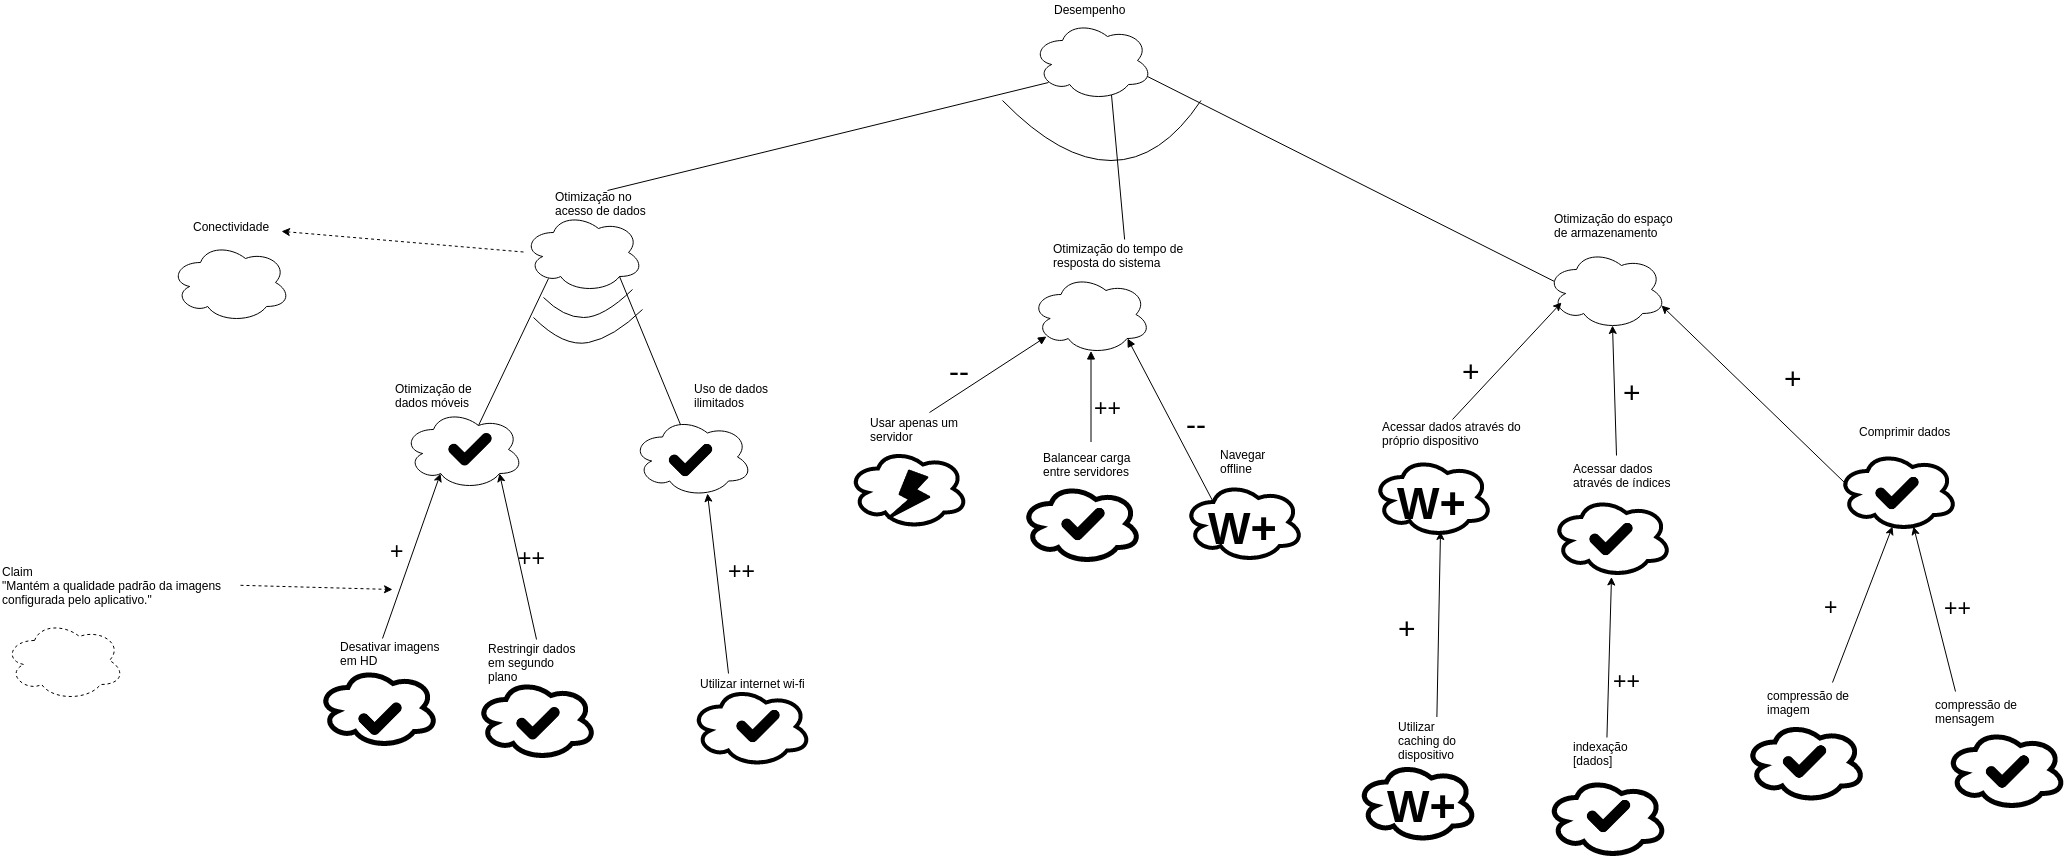 Desempenho
Otimização no
acesso de dados
Conectividade
Otimização do tempo de
resposta do sistema
Otimização do espaço
de armazenamento
Otimização de
dados móveis
Uso de dados
ilimitados
--
++
--
+
+
+
Usar apenas um
servidor
Balancear carga
entre servidores
Navegar
offline
W+
Acessar dados através do
próprio dispositivo
W+
Acessar dados
através de índices
Comprimir dados
+
++
++
Claim
"Mantém a qualidade padrão da imagens
configurada pelo aplicativo."
+
++
+
++
Desativar imagens
em HD
Restringir dados
em segundo
plano
Utilizar internet wi-fi
Utilizar
caching do
dispositivo
W+
indexação
[dados]
compressão de
imagem
compressão de
mensagem